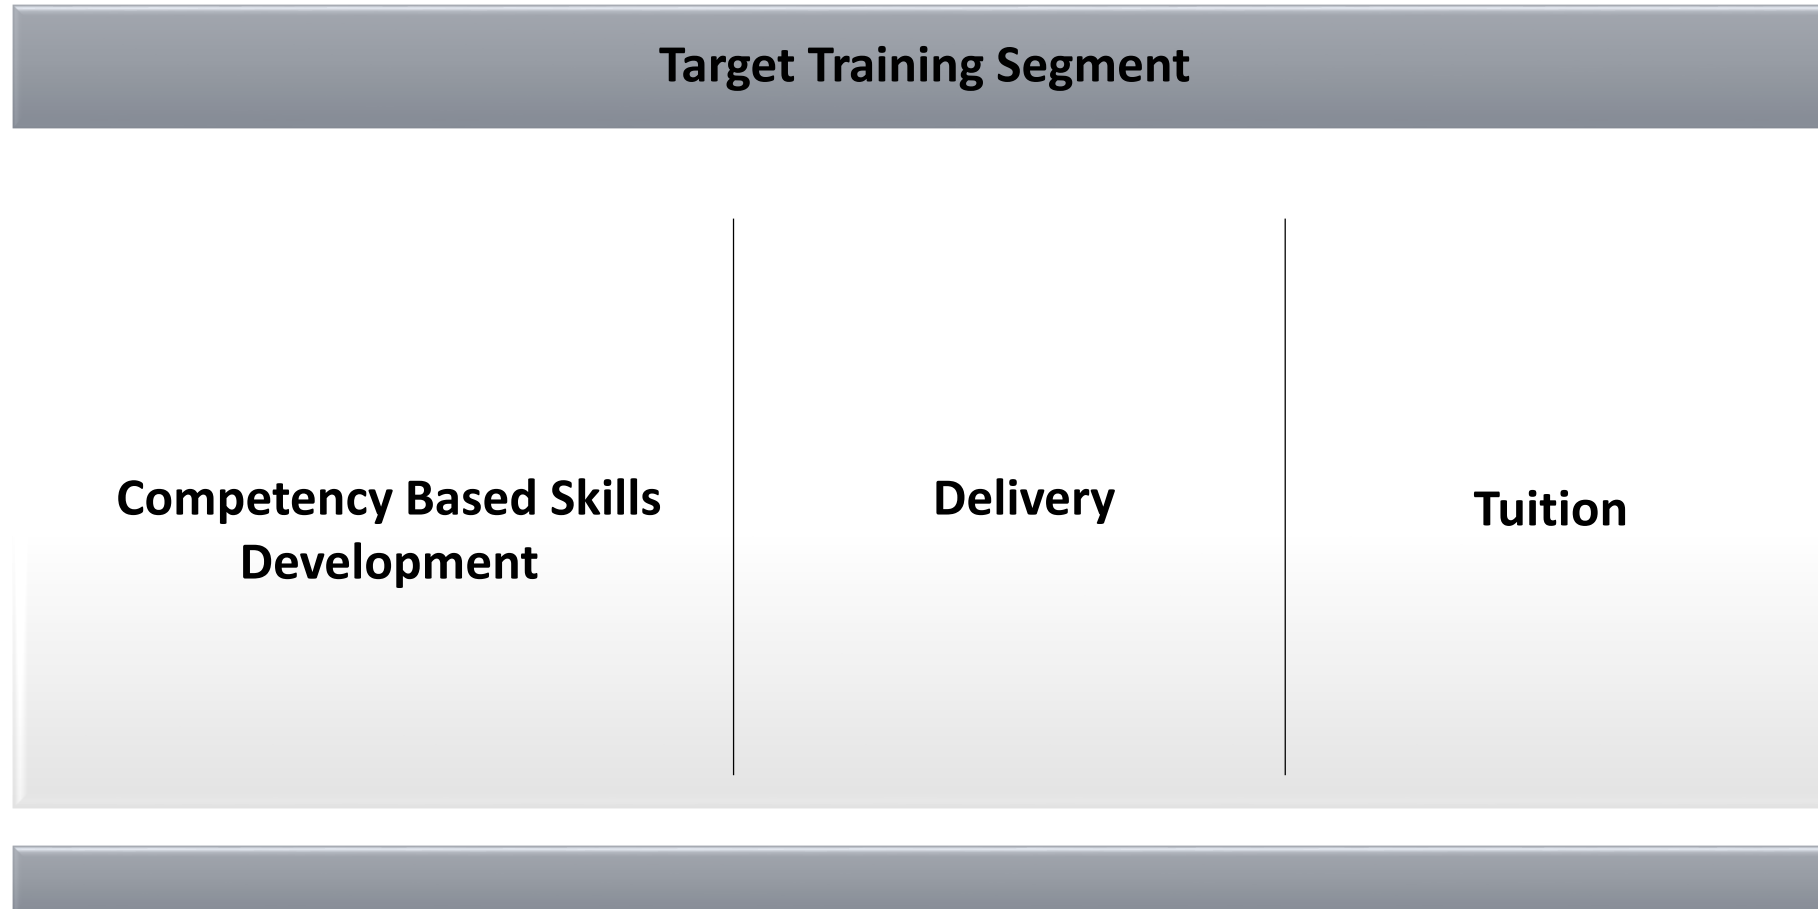 Target Training Segment
Competency Based Skills
Development
Delivery
Tuition